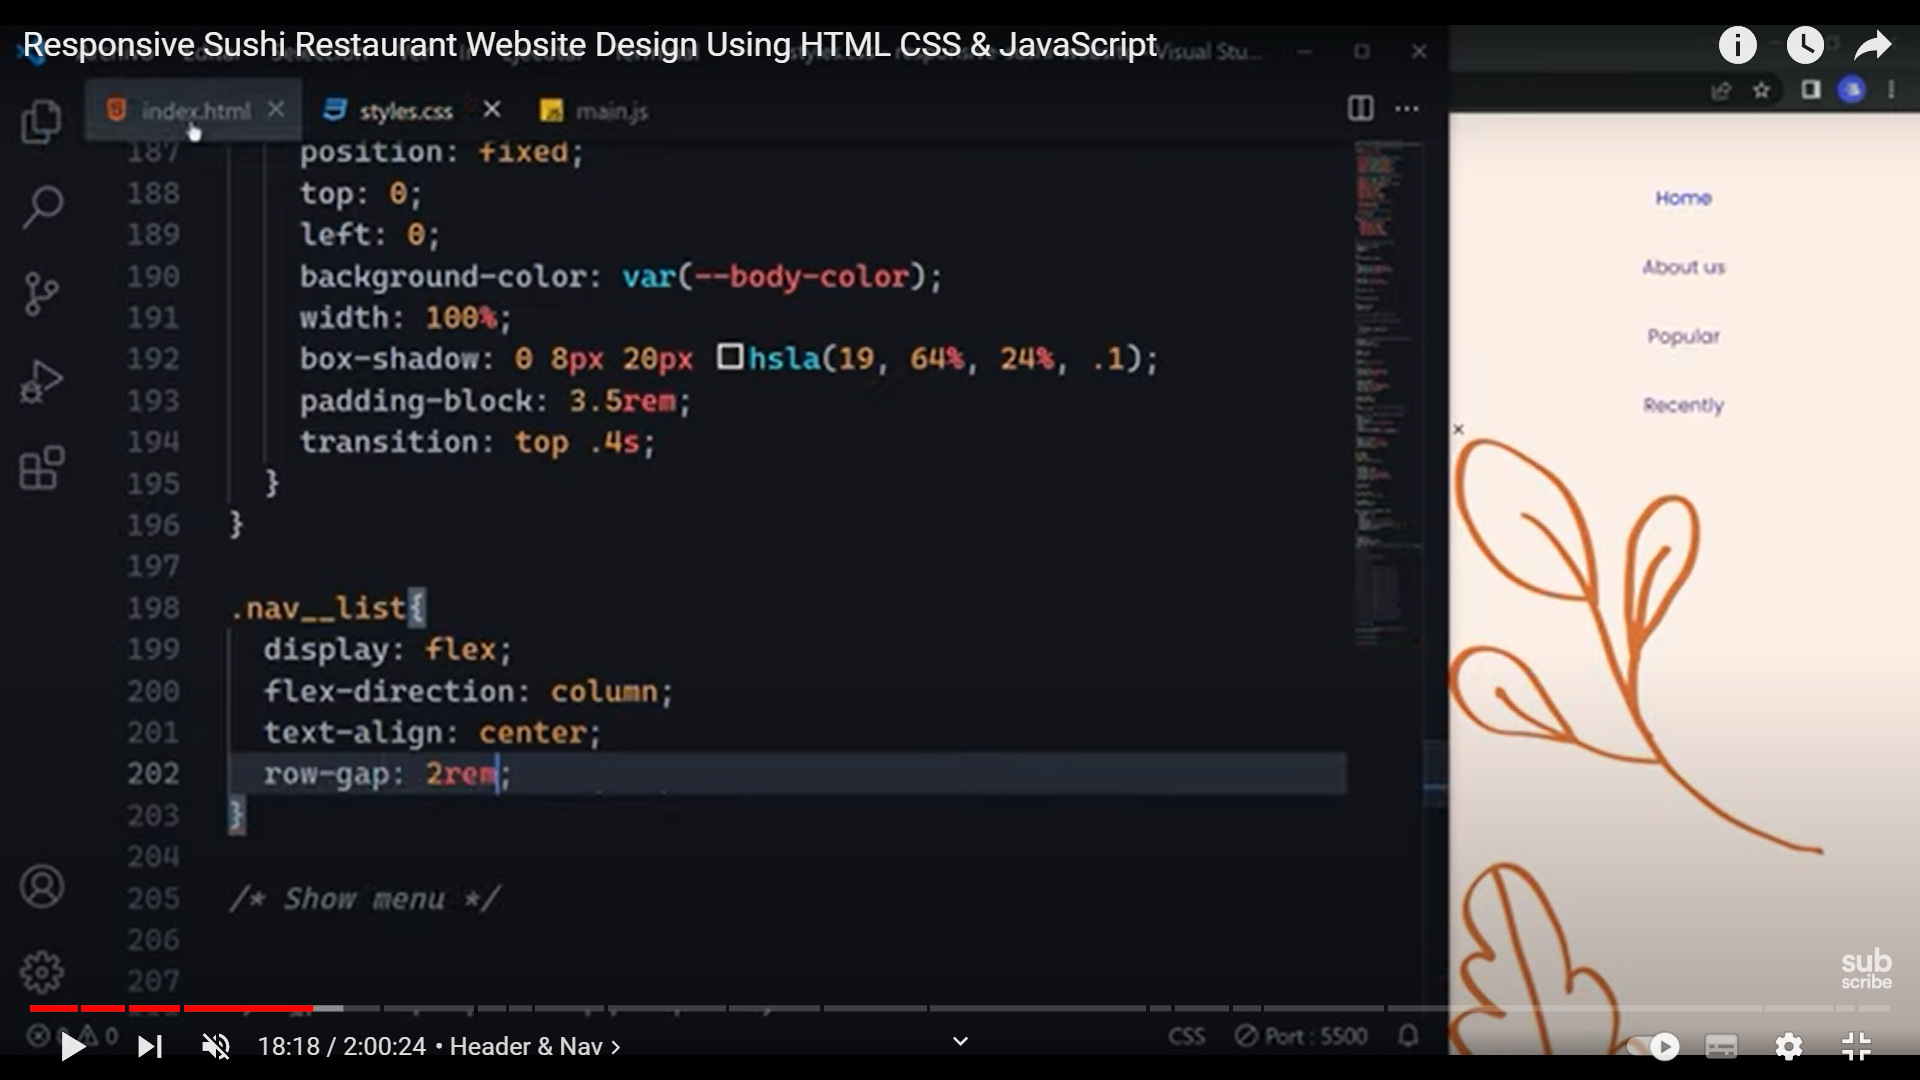 Responsive Sushi Restaurant Website Design Using HTML CSS & JavaScript
Visual Stu...
index.html
styles.css
main.js
187 position: fixed;
188 top: 0;
189 left: 0;
190 background-color: var(--body-color);
191 width: 100%;
192 box-shadow: 0 8px 20px hsla(19, 64%, 24%, .1);
193 padding-block: 3.5rem;
194 transition: top .4s;
195 }
196 }
197
198 .nav__list{
199 display: flex;
200 flex-direction: column;
201 text-align: center;
202 row-gap: 2rem;
203 }
204
205 /* Show menu */
206
207
Home
About us
Popular
Recently
sub
scribe
18:18 / 2:00:24 • Header & Nav
CSS
Port : 5500